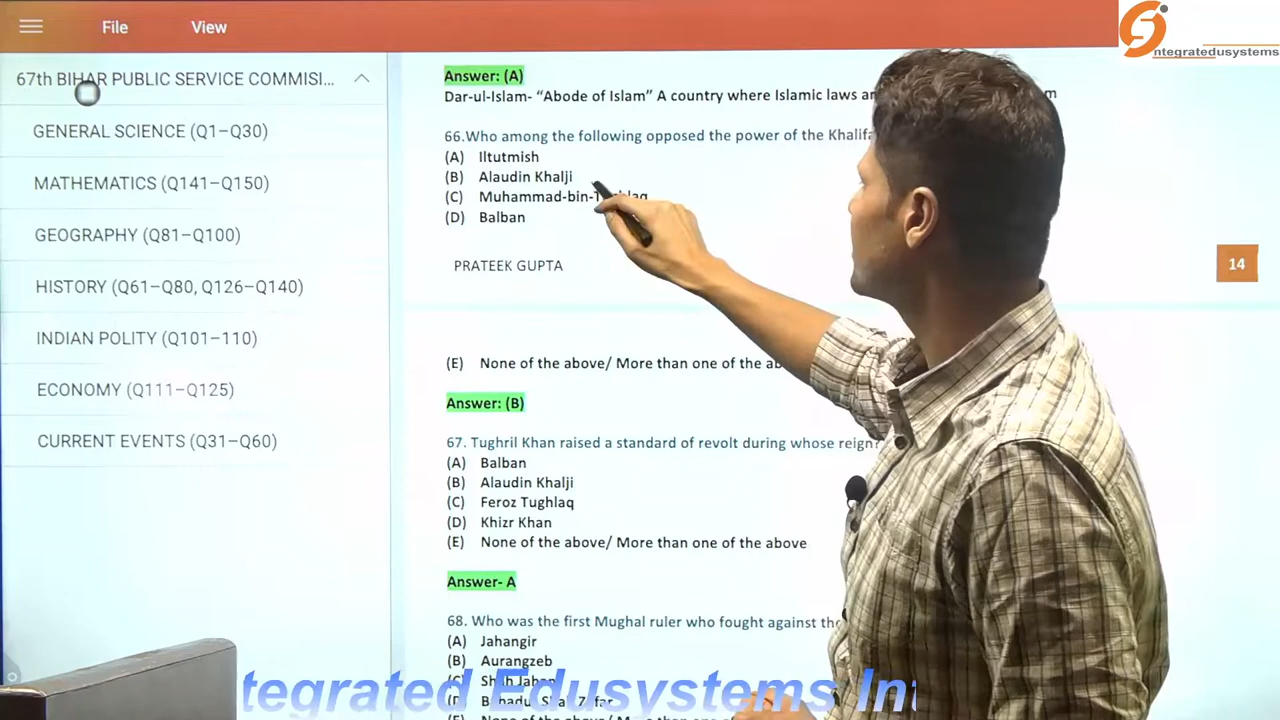 File View
ntegratedusystems
67th BIHAR PUBLIC SERVICE COMMISI...
GENERAL SCIENCE (Q1–Q30)
MATHEMATICS (Q141–Q150)
GEOGRAPHY (Q81–Q100)
HISTORY (Q61–Q80, Q126–Q140)
INDIAN POLITY (Q101–110)
ECONOMY (Q111–Q125)
CURRENT EVENTS (Q31–Q60)
Answer: (A)
Dar-ul-Islam- “Abode of Islam” A country where Islamic laws
66.Who among the following opposed the power of the
(A) Iltutmish
(B) Alaudin Khalji
(C) Muhammad-bin-
(D) Balban
PRATEEK GUPTA
14
(E) None of the above/ More than one of the
Answer: (B)
67. Tughril Khan raised a standard of revolt during whose reign?
(A) Balban
(B) Alaudin Khalji
(C) Feroz Tughlaq
(D) Khizr Khan
(E) None of the above/ More than one of the above
Answer- A
68. Who was the first Mughal ruler who fought against
(A) Jahangir
(B) Aurangzeb
tegrated Edusystems Int